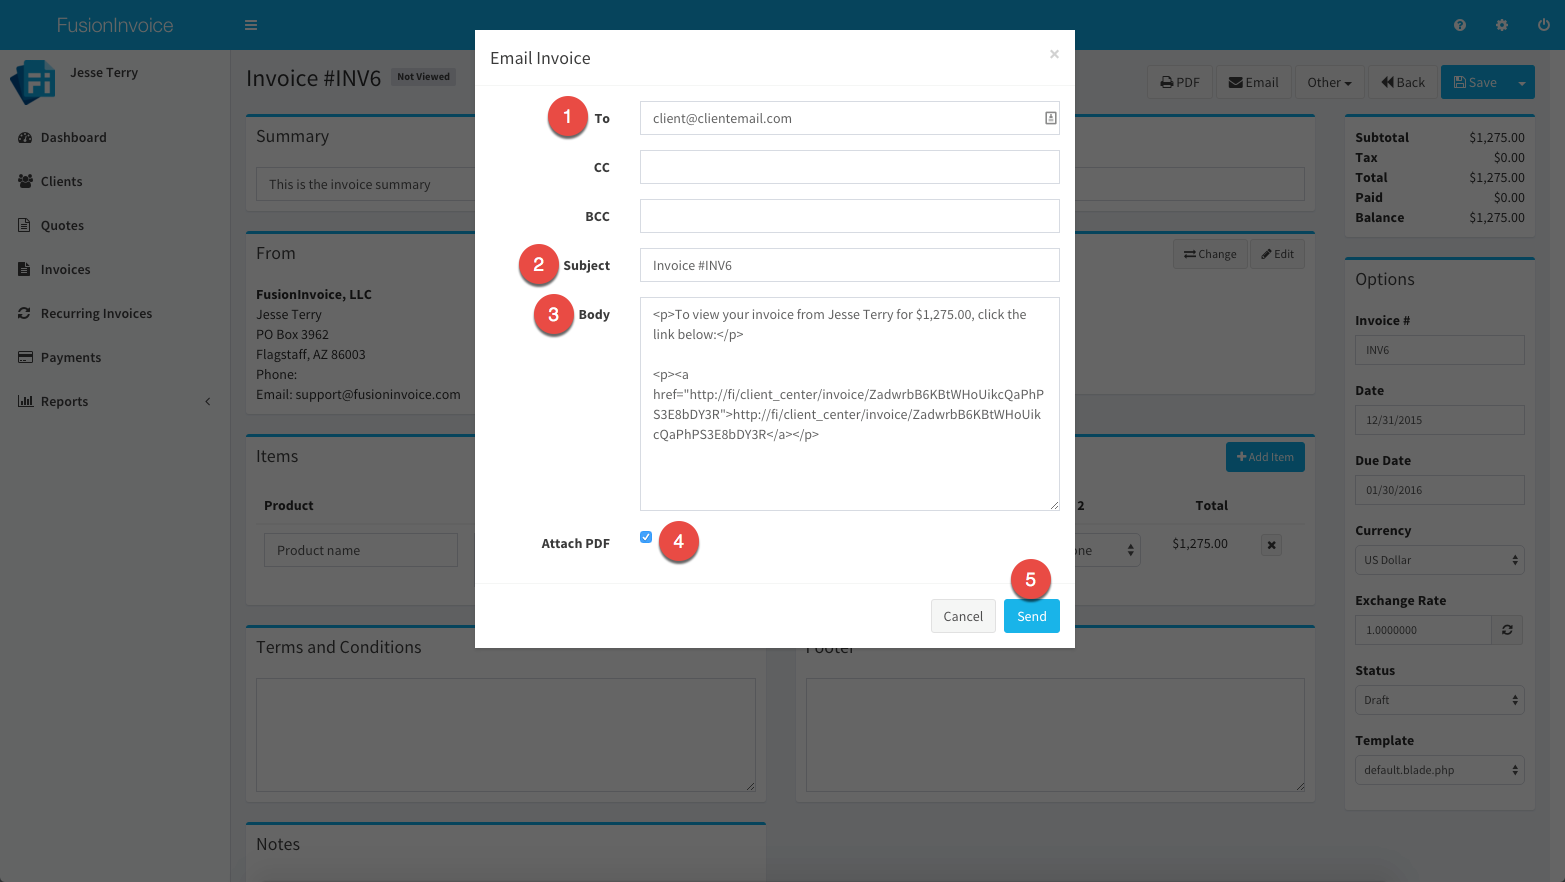 FusionInvoice
Jesse Terry
Dashboard
Clients
Quotes
Invoices
Recurring Invoices
Payments
Reports
Invoice #INV6 Not Viewed
PDF Email Other Back Save
Summary
This is the invoice summary
From
Change Edit
FusionInvoice, LLC
Jesse Terry
PO Box 3962
Flagstaff, AZ 86003
Phone:
Email: support@fusioninvoice.com
Items
Add Item
Product 2 Total
Product name $1,275.00
Terms and Conditions
Footer
Notes
Email Invoice
×
1 To client@clientemail.com
CC
BCC
2 Subject Invoice #INV6
3 Body
<p>To view your invoice from Jesse Terry for $1,275.00, click the
link below:</p>
<p><a
href="http://fi/client_center/invoice/ZadwrbB6KBtWHoUikcQaPhP
S3E8bDY3R">http://fi/client_center/invoice/ZadwrbB6KBtWHoUik
cQaPhPS3E8bDY3R</a></p>
Attach PDF 4
5
Cancel Send
Subtotal $1,275.00
Tax $0.00
Total $1,275.00
Paid $0.00
Balance $1,275.00
Options
Invoice #
INV6
Date
12/31/2015
Due Date
01/30/2016
Currency
US Dollar
Exchange Rate
1.0000000
Status
Draft
Template
default.blade.php